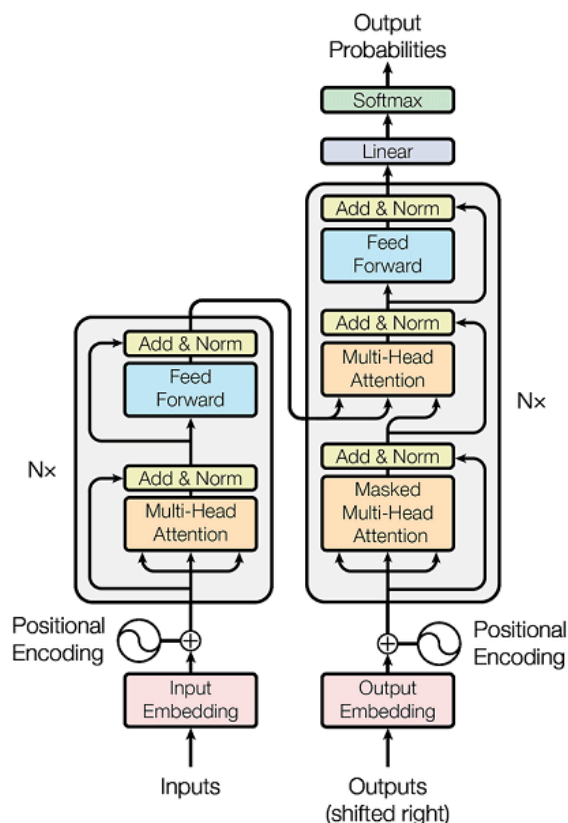 Output
Probabilities
Softmax
Linear
Add & Norm
Feed
Forward
Add & Norm
Multi-Head
Attention
Add & Norm
Masked
Multi-Head
Attention
N×
Add & Norm
Feed
Forward
Add & Norm
Multi-Head
Attention
N×
Positional
Encoding
Positional
Encoding
Input
Embedding
Output
Embedding
Inputs
Outputs
(shifted right)